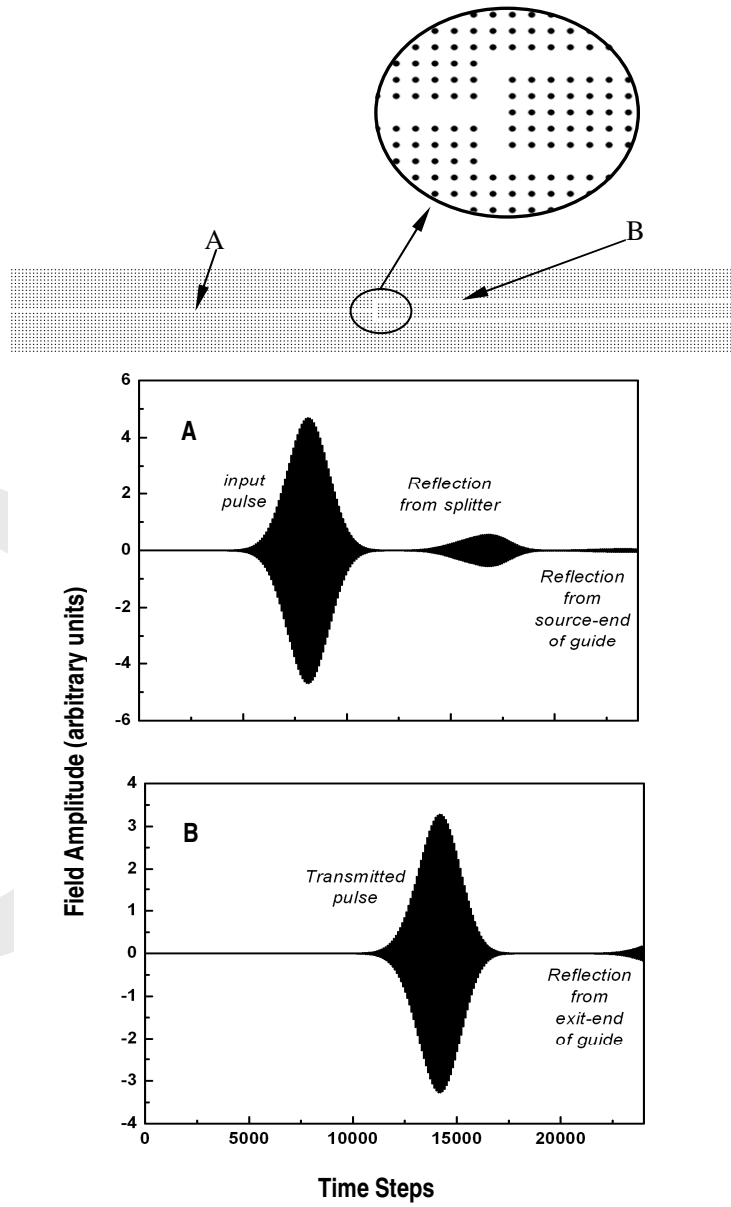 A
B
6
4
2
0
-2
-4
-6
A
input
pulse
Reflection
from splitter
Reflection
from
source-end
of guide
Field Amplitude (arbitrary units)
4
3
2
1
0
-1
-2
-3
-4
B
Transmitted
pulse
Reflection
from
exit-end
of guide
0 5000 10000 15000 20000
Time Steps